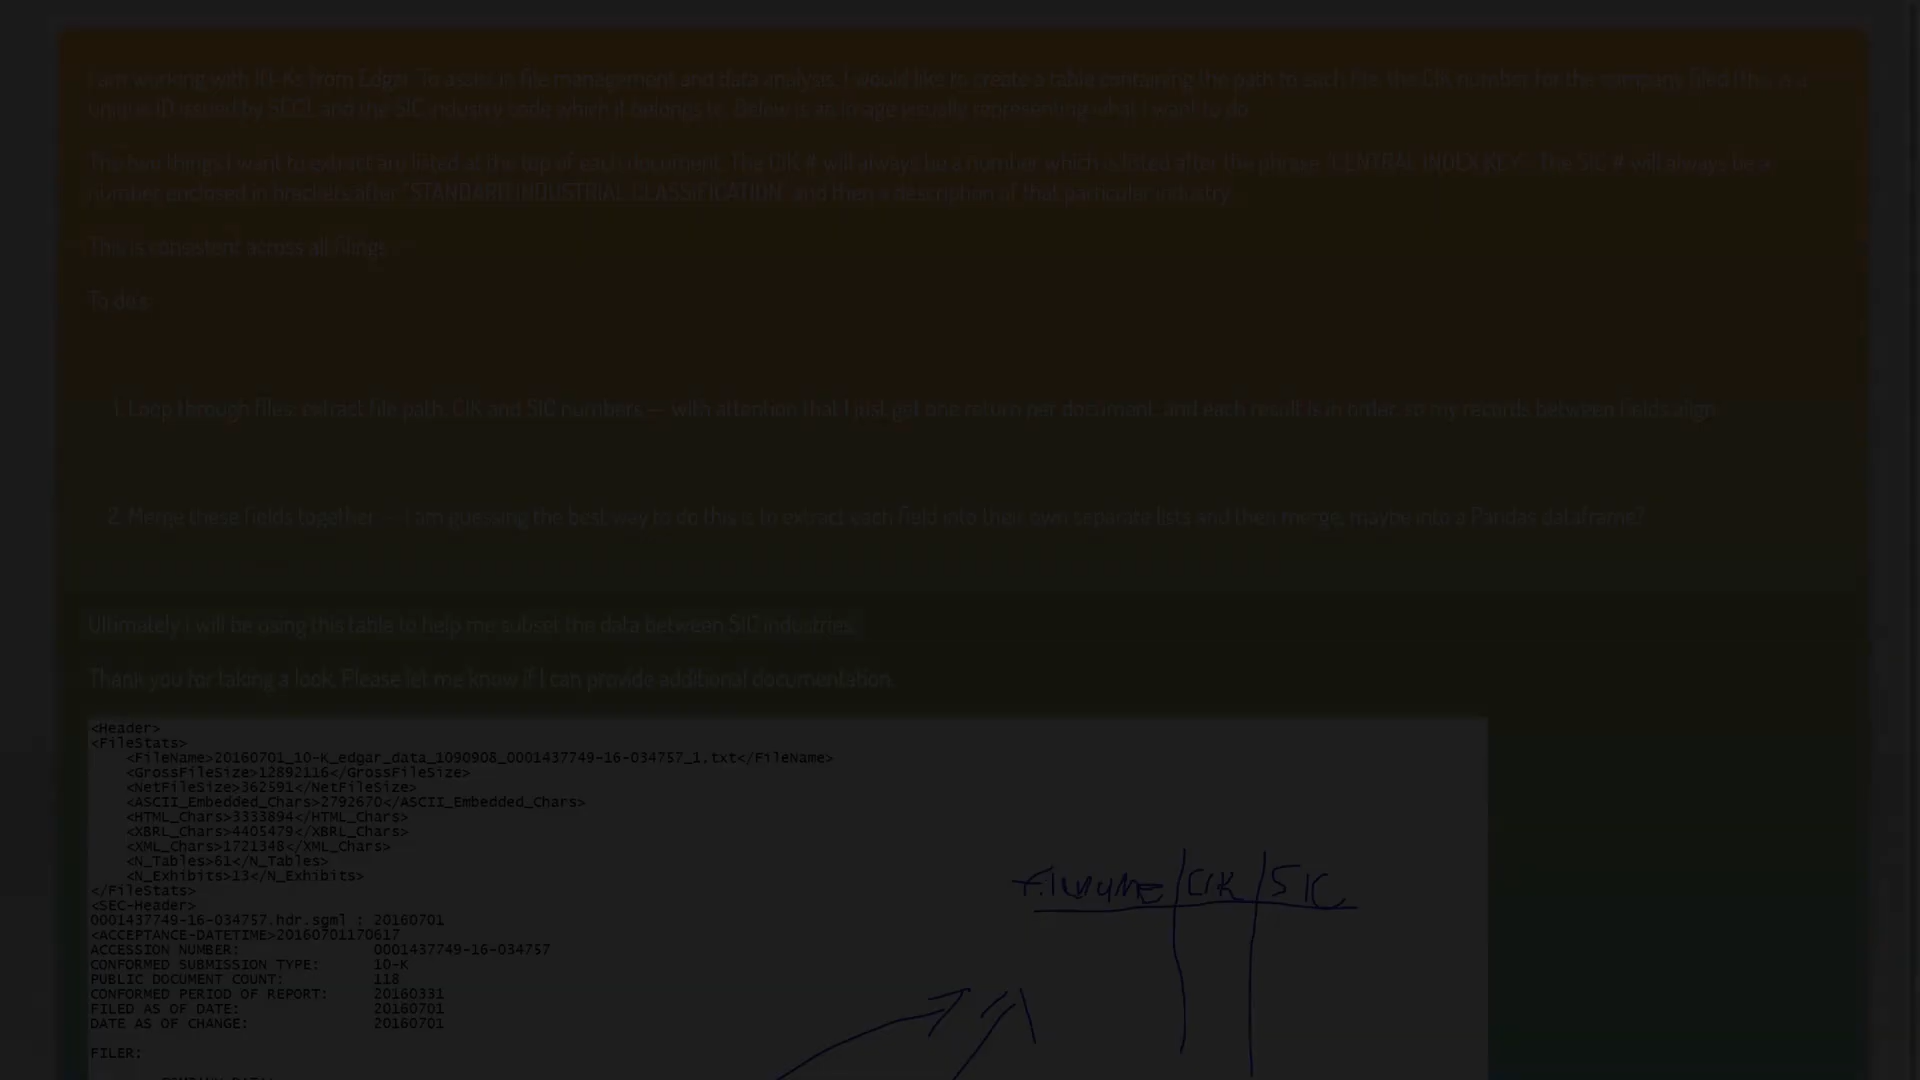 I am working with 10-Ks from Edgar. To assist in file management and data analysis, I would like to create a table containing the path to each file, the CIK number for the company filed (this is a
unique ID issued by SEC), and the SIC industry code which it belongs to. Below is an image visually representing what I want to do.
The two things I want to extract are listed at the top of each document. The CIK # will always be a number which is listed after the phrase "CENTRAL INDEX KEY:". The SIC # will always be a
number enclosed in brackets after "STANDARD INDUSTRIAL CLASSIFICATION" and then a description of that particular industry.
This is consistent across all filings.
To do's:
1. Loop through files: extract file path, CIK and SIC numbers -- with attention that I just get one return per document, and each result is in order, so my records between fields align.
2. Merge these fields together -- I am guessing the best way to do this is to extract each field into their own separate lists and then merge, maybe into a Pandas dataframe?
Ultimately I will be using this table to help me subset the data between SIC industries.
Thank you for taking a look. Please let me know if I can provide additional documentation.
<Header>
<FileStats>
<FileName>20160701_10-K_edgar_data_1090908_0001437749-16-034757_1.txt</FileName>
<GrossFileSize>12892116</GrossFileSize>
<NetFileSize>362591</NetFileSize>
<ASCII_Embedded_Chars>2792670</ASCII_Embedded_Chars>
<HTML_Chars>3333894</HTML_Chars>
<XBRL_Chars>4405479</XBRL_Chars>
<XML_Chars>1721348</XML_Chars>
<N_Tables>61</N_Tables>
<N_Exhibits>13</N_Exhibits>
</FileStats>
<SEC-Header>
0001437749-16-034757.hdr.sgml : 20160701
<ACCEPTANCE-DATETIME>20160701170617
ACCESSION NUMBER: 0001437749-16-034757
CONFORMED SUBMISSION TYPE: 10-K
PUBLIC DOCUMENT COUNT: 118
CONFORMED PERIOD OF REPORT: 20160331
FILED AS OF DATE: 20160701
DATE AS OF CHANGE: 20160701
FILER:
filename CIK SIC